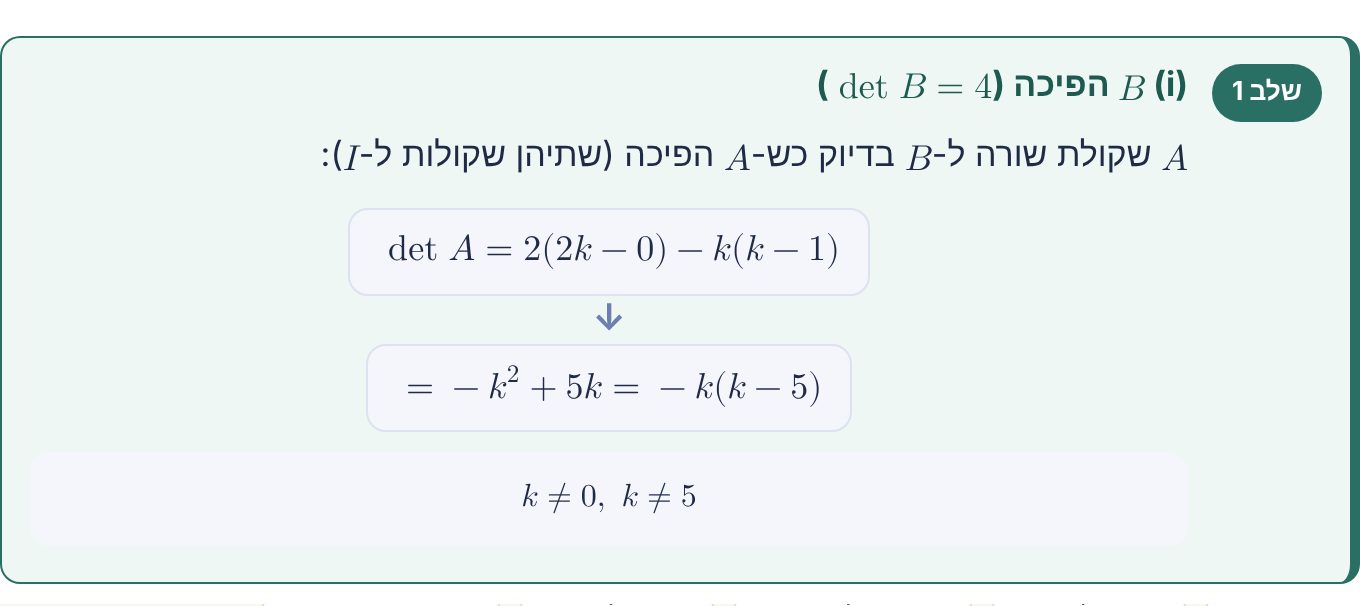 שלב 1
(i) B הפיכה (det B = 4)
A שקולת שורה ל-B בדיוק כש-A הפיכה (שתיהן שקולות ל-I):
det A = 2(2k − 0) − k(k − 1)
↓
= −k² + 5k = −k(k − 5)
k ≠ 0, k ≠ 5